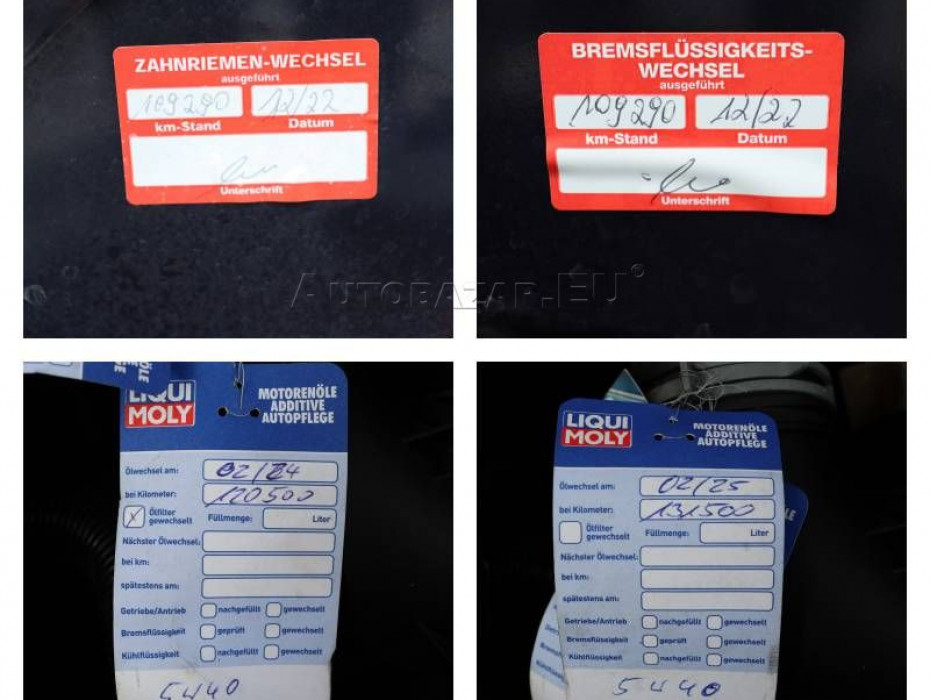 ZAHNRIEMEN-WECHSEL
ausgeführt
109290 12/22
km-Stand Datum
Unterschrift
BREMSFLÜSSIGKEITS-
WECHSEL
ausgeführt
109290 12/22
km-Stand Datum
Unterschrift
AUTOBAZAR.EU
LIQUI
MOLY
MOTORENÖLE
ADDITIVE
AUTOPFLEGE
Ölwechsel am: 02/24
bei Kilometer: 120500
X Ölfilter
gewechselt
Füllmenge: Liter
Nächster Ölwechsel:
bei km:
spätestens am:
Getriebe/Antrieb nachgefüllt gewechselt
Bremsflüssigkeit geprüft gewechselt
Kühlflüssigkeit nachgefüllt gewechselt
5440
LIQUI
MOLY
MOTORENÖLE
ADDITIVE
AUTOPFLEGE
Ölwechsel am: 02/25
bei Kilometer: 131500
Ölfilter
gewechselt
Füllmenge: Liter
Nächster Ölwechsel:
bei km:
spätestens am:
Getriebe/Antrieb nachgefüllt gewechselt
Bremsflüssigkeit geprüft gewechselt
Kühlflüssigkeit nachgefüllt gewechselt
5440